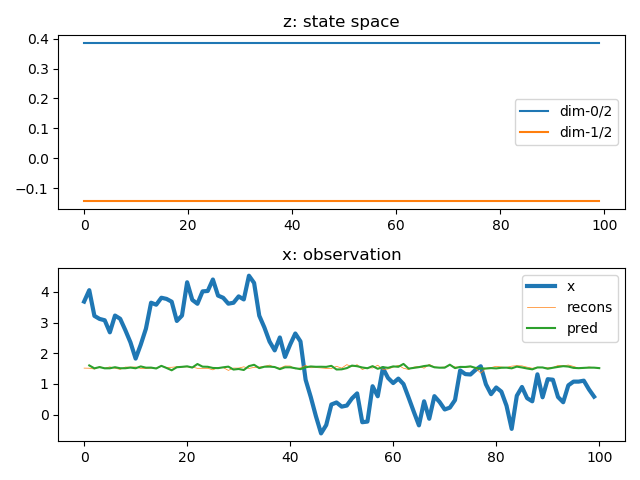 z: state space
0.4
0.3
0.2
0.1
0.0
−0.1
dim-0/2
dim-1/2
0 20 40 60 80 100
x: observation
4
3
2
1
0
x
recons
pred
0 20 40 60 80 100